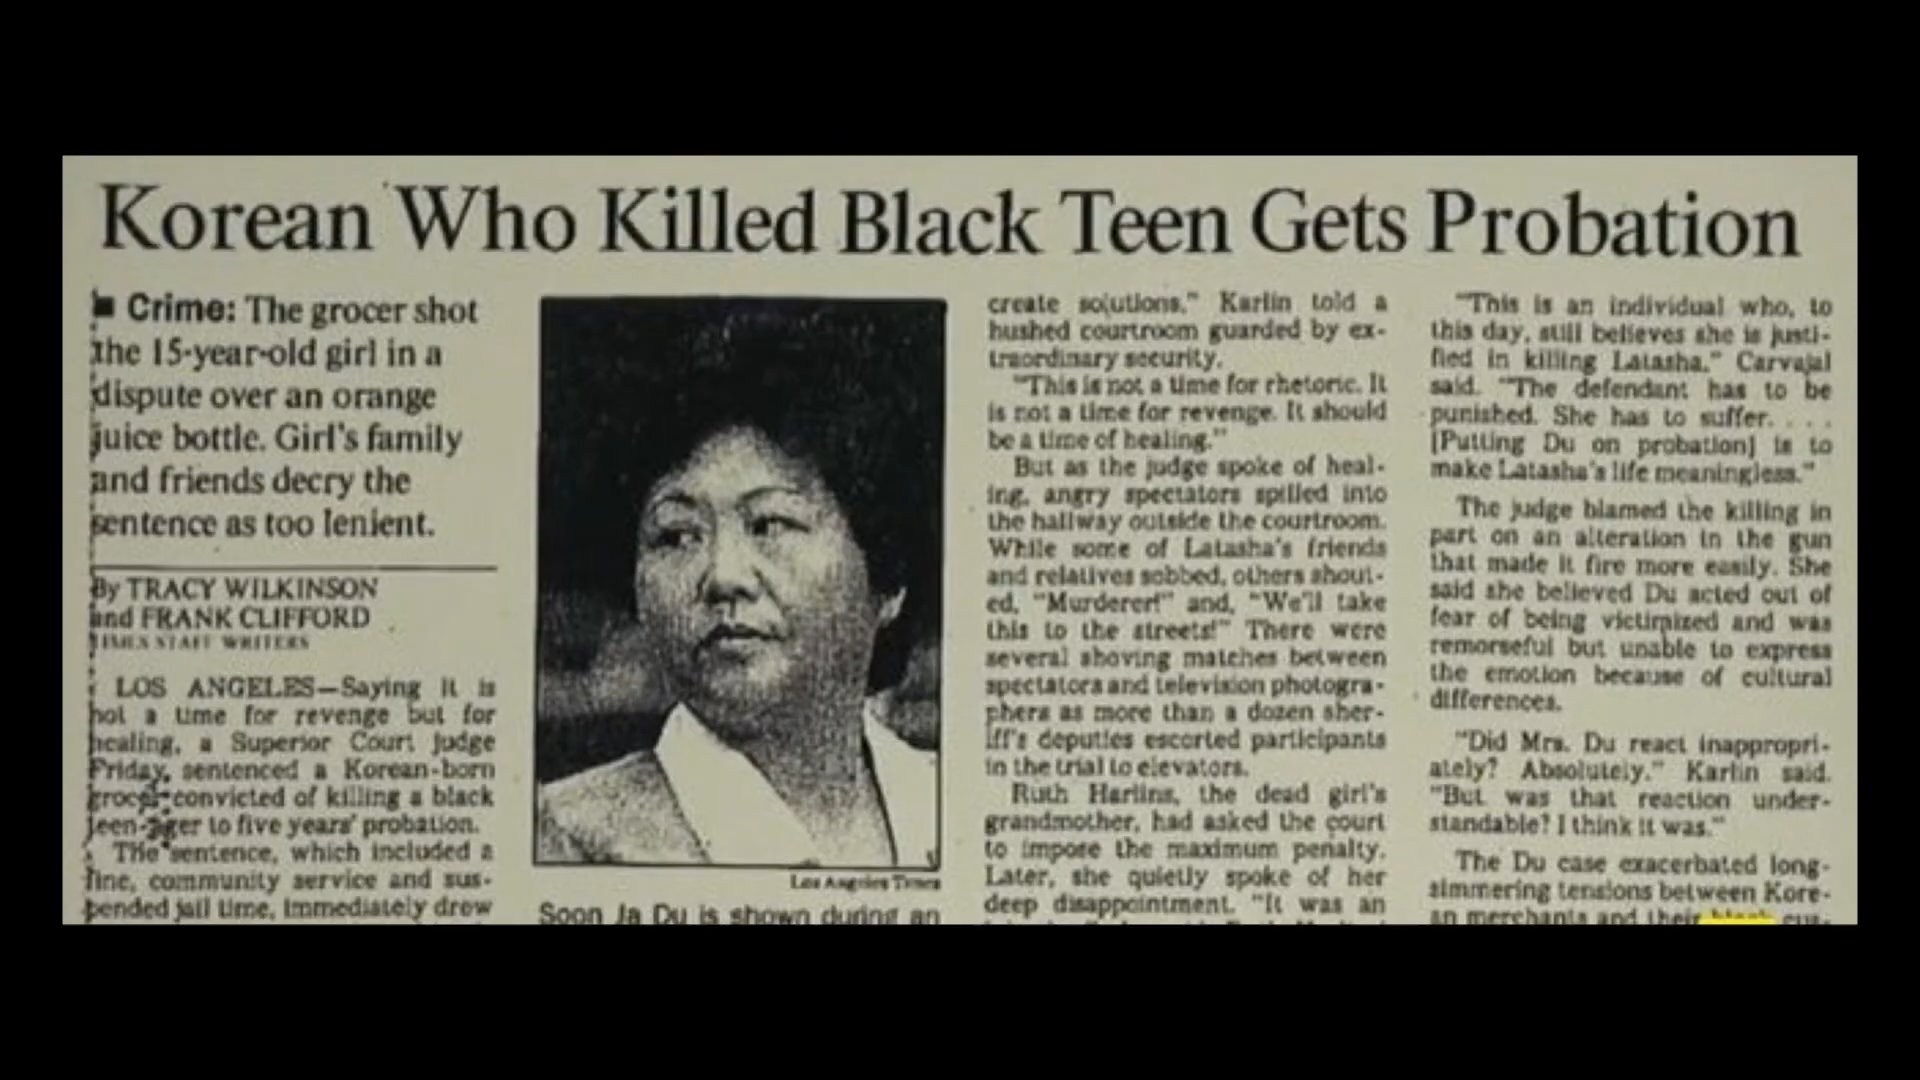 Korean Who Killed Black Teen Gets Probation
■ Crime: The grocer shot
the 15-year-old girl in a
dispute over an orange
juice bottle. Girl's family
and friends decry the
sentence as too lenient.
By TRACY WILKINSON
and FRANK CLIFFORD
TIMES STAFF WRITERS
LOS ANGELES—Saying it is
not a time for revenge but for
healing, a Superior Court judge
Friday, sentenced a Korean-born
grocer convicted of killing a black
teen-ager to five years' probation.
The sentence, which included a
fine, community service and sus-
pended jail time, immediately drew
Los Angeles Times
Soon Ja Du is shown during an
create solutions," Karlin told a
hushed courtroom guarded by ex-
traordinary security.
"This is not a time for rhetoric. It
is not a time for revenge. It should
be a time of healing."
But as the judge spoke of heal-
ing, angry spectators spilled into
the hallway outside the courtroom.
While some of Latasha's friends
and relatives sobbed, others shout-
ed, "Murderer!" and, "We'll take
this to the streets!" There were
several shoving matches between
spectators and television photogra-
phers as more than a dozen sher-
iff's deputies escorted participants
in the trial to elevators.
Ruth Harlins, the dead girl's
grandmother, had asked the court
to impose the maximum penalty.
Later, she quietly spoke of her
deep disappointment. "It was an
"This is an individual who, to
this day, still believes she is justi-
fied in killing Latasha," Carvajal
said. "The defendant has to be
punished. She has to suffer. . . .
[Putting Du on probation] is to
make Latasha's life meaningless."
The judge blamed the killing in
part on an alteration in the gun
that made it fire more easily. She
said she believed Du acted out of
fear of being victimized and was
remorseful but unable to express
the emotion because of cultural
differences.
"Did Mrs. Du react inappropri-
ately? Absolutely." Karlin said.
"But was that reaction under-
standable? I think it was."
The Du case exacerbated long-
simmering tensions between Kore-
an merchants and their black cus-